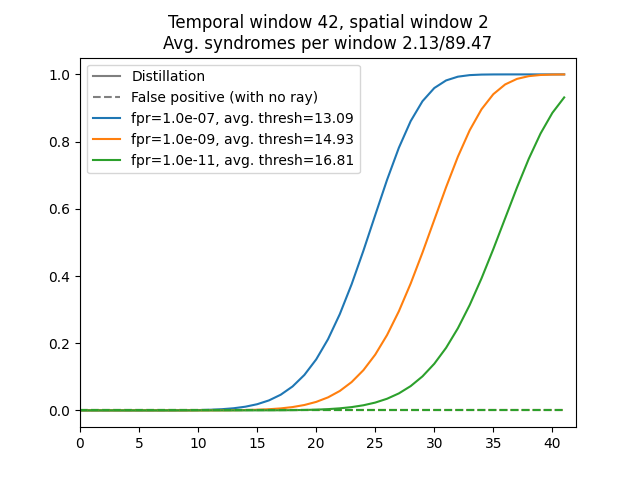 Temporal window 42, spatial window 2
Avg. syndromes per window 2.13/89.47
Distillation
False positive (with no ray)
fpr=1.0e-07, avg. thresh=13.09
fpr=1.0e-09, avg. thresh=14.93
fpr=1.0e-11, avg. thresh=16.81
1.0
0.8
0.6
0.4
0.2
0.0
0 5 10 15 20 25 30 35 40